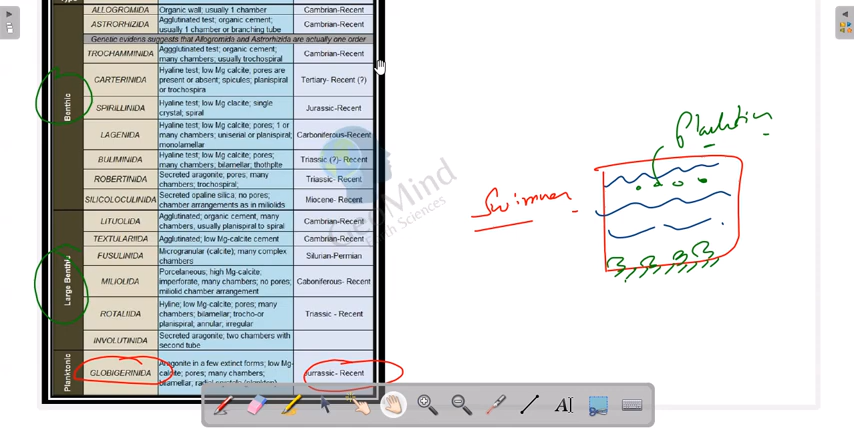 Type
ALLOGROMIDA Organic wall; usually 1 chamber Cambrian-Recent
ASTRORHIZIDA Agglutinated test; organic cement; usually 1 chamber or branching tube Cambrian-Recent
Genetic evidens suggests that Allogromida and Astrorhizida are actually one order
TROCHAMMINIDA Aggglutinated test; organic cement; many chambers; usually trochospiral Cambrian-Recent
Benthic
CARTERINIDA Hyaline test; low Mg calcite; pores are present or absent; spicules; planispiral or trochospira Tertiary- Recent (?)
SPIRILLINIDA Hyaline test; low Mg clacite; single crystal; spiral Jurassic-Recent
LAGENIDA Hyaline test; low Mg calcite; pores; 1 or many chambers; uniserial or planispiral; monolamellar Carboniferous-Recent
BULIMINIDA Hyaline test; low Mg calcite; pores; many chambers; bilamellar; Triassic (?)- Recent
ROBERTINIDA Secreted aragonite; pores; many chambers; trochospiral; Triassic- Recent
SILICOLOCULINIDA Secreted opaline silica; no pores; chamber arrangements as in miliolids Miocene- Recent
Large Benthic
LITUOLIDA Agglutinated; organic cement, many chambers, usually planispiral to spiral Cambrian-Recent
TEXTULARIIDA Agglutinated; low Mg-calcite cement Cambrian-Recent
FUSULINIDA Microgranular (calcite); many complex chambers Silurian-Permian
MILIOLIDA Porcelaneous; high Mg-calcite; imperforate, many chambers; no pores; miliolid chamber arrangement Caboniferous-Recent
ROTALIIDA Hyline; low Mg-calcite; pores; many chambers; bilamellar; trocho-or planispiral, annular, irregular Triassic - Recent
INVOLUTINIDA Secreted aragonite; two chambers with second tube
Planktonic
GLOBIGERINIDA Aragonite in a few extinct forms; low Mg-calcite; pores; many chambers; bilamellar; Jurrassic- Recent
GeoMind
Earth Sciences
Swimmer
AI